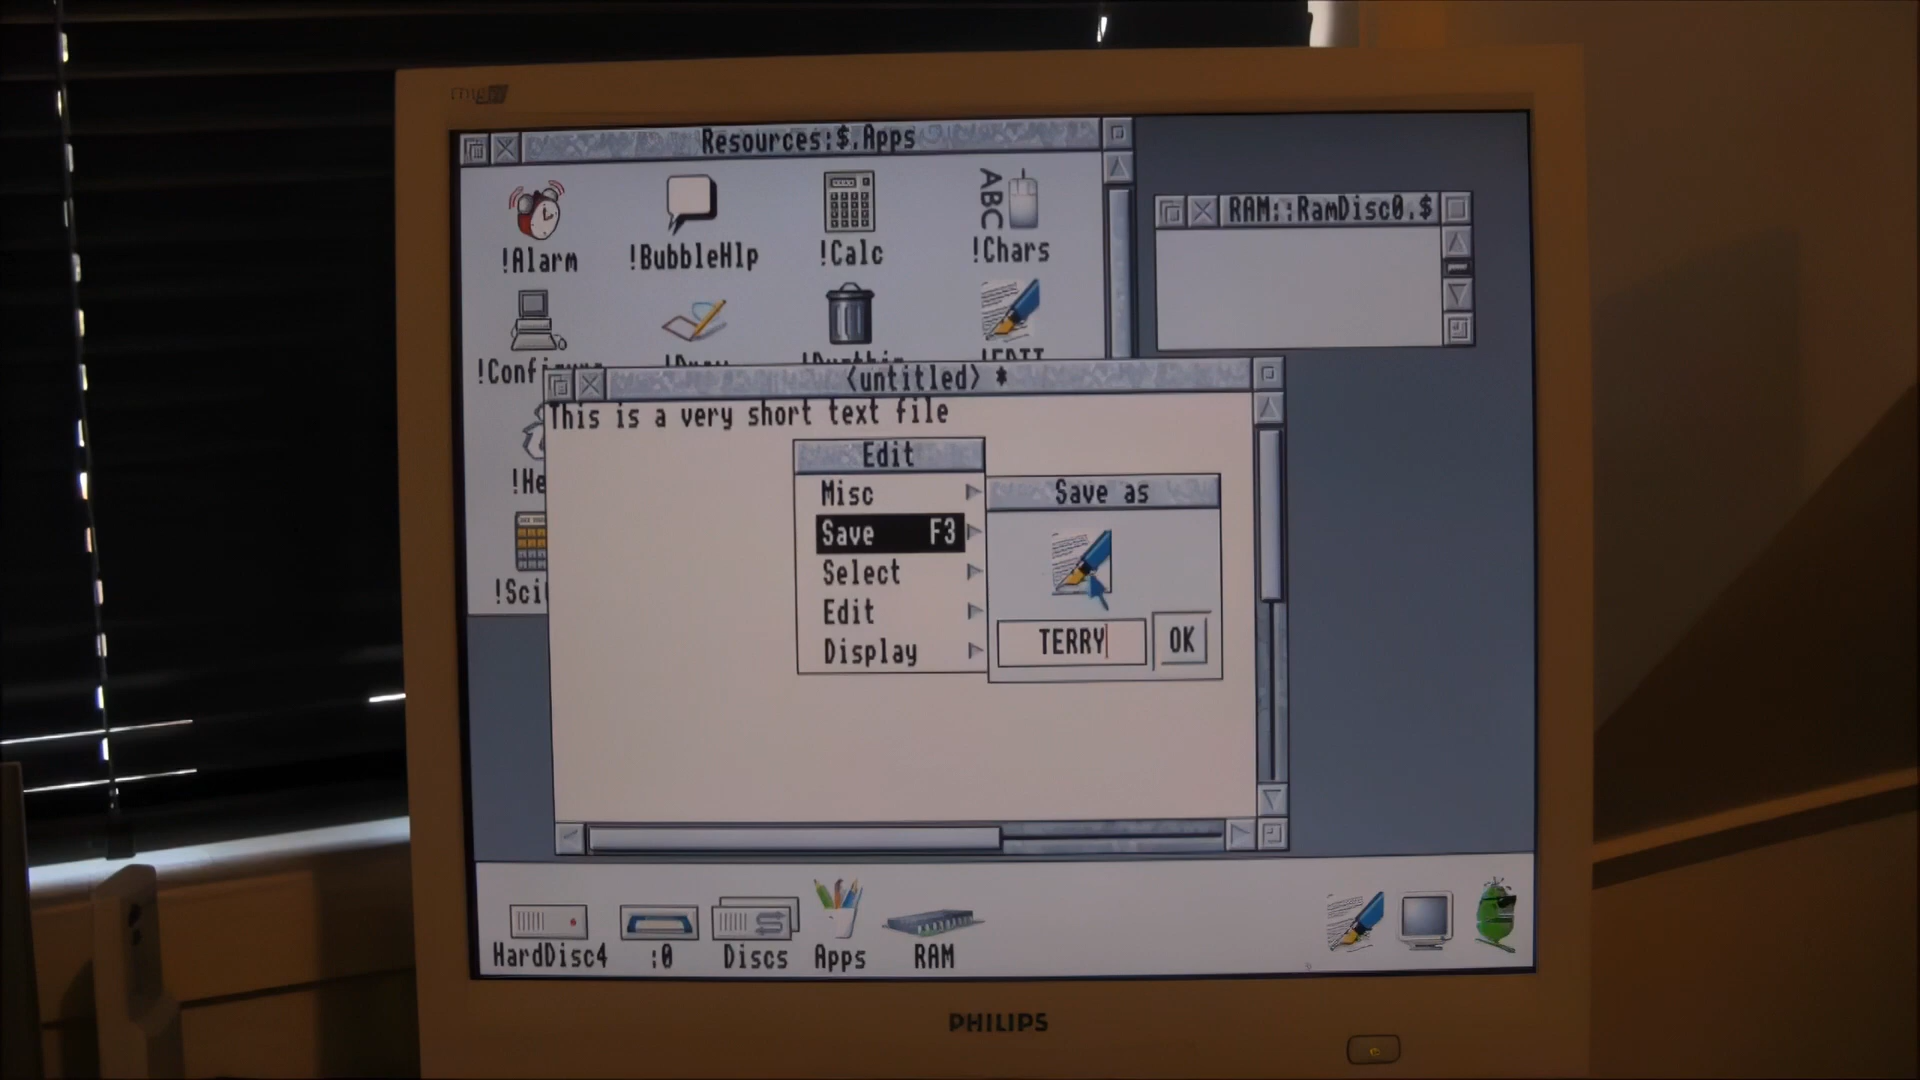 Resources:$.Apps
!Alarm
!BubbleHlp
!Calc
ABC
!Chars
RAM::RamDisc0.$
<untitled> *
This is a very short text file
Edit
Misc
Save F3
Select
Edit
Display
Save as
TERRY
OK
HardDisc4
:0
Discs
Apps
RAM
PHILIPS